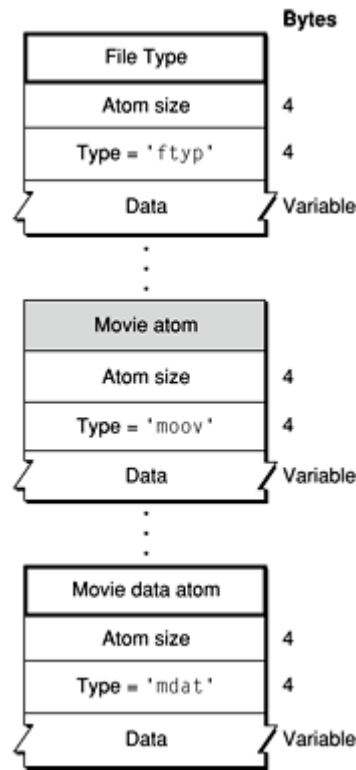 Bytes
File Type
Atom size 4
Type = 'ftyp' 4
Data Variable
Movie atom
Atom size 4
Type = 'moov' 4
Data Variable
Movie data atom
Atom size 4
Type = 'mdat' 4
Data Variable